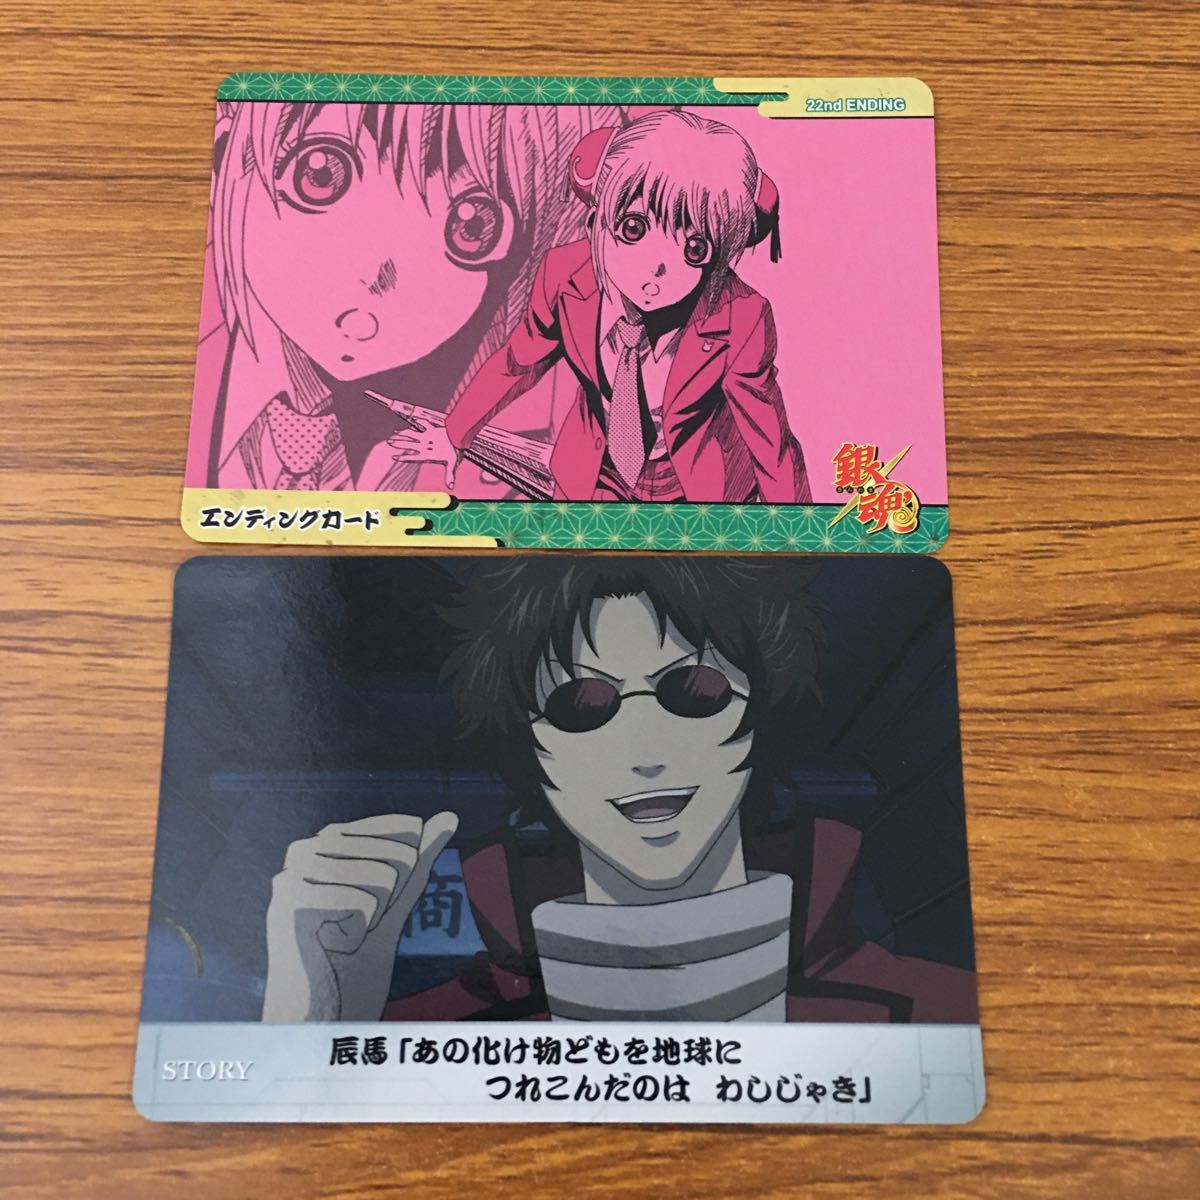 22nd ENDING
銀魂
エンディングカード
商
辰馬「あの化け物どもを地球に
つれこんだのは わしじゃき」
STORY